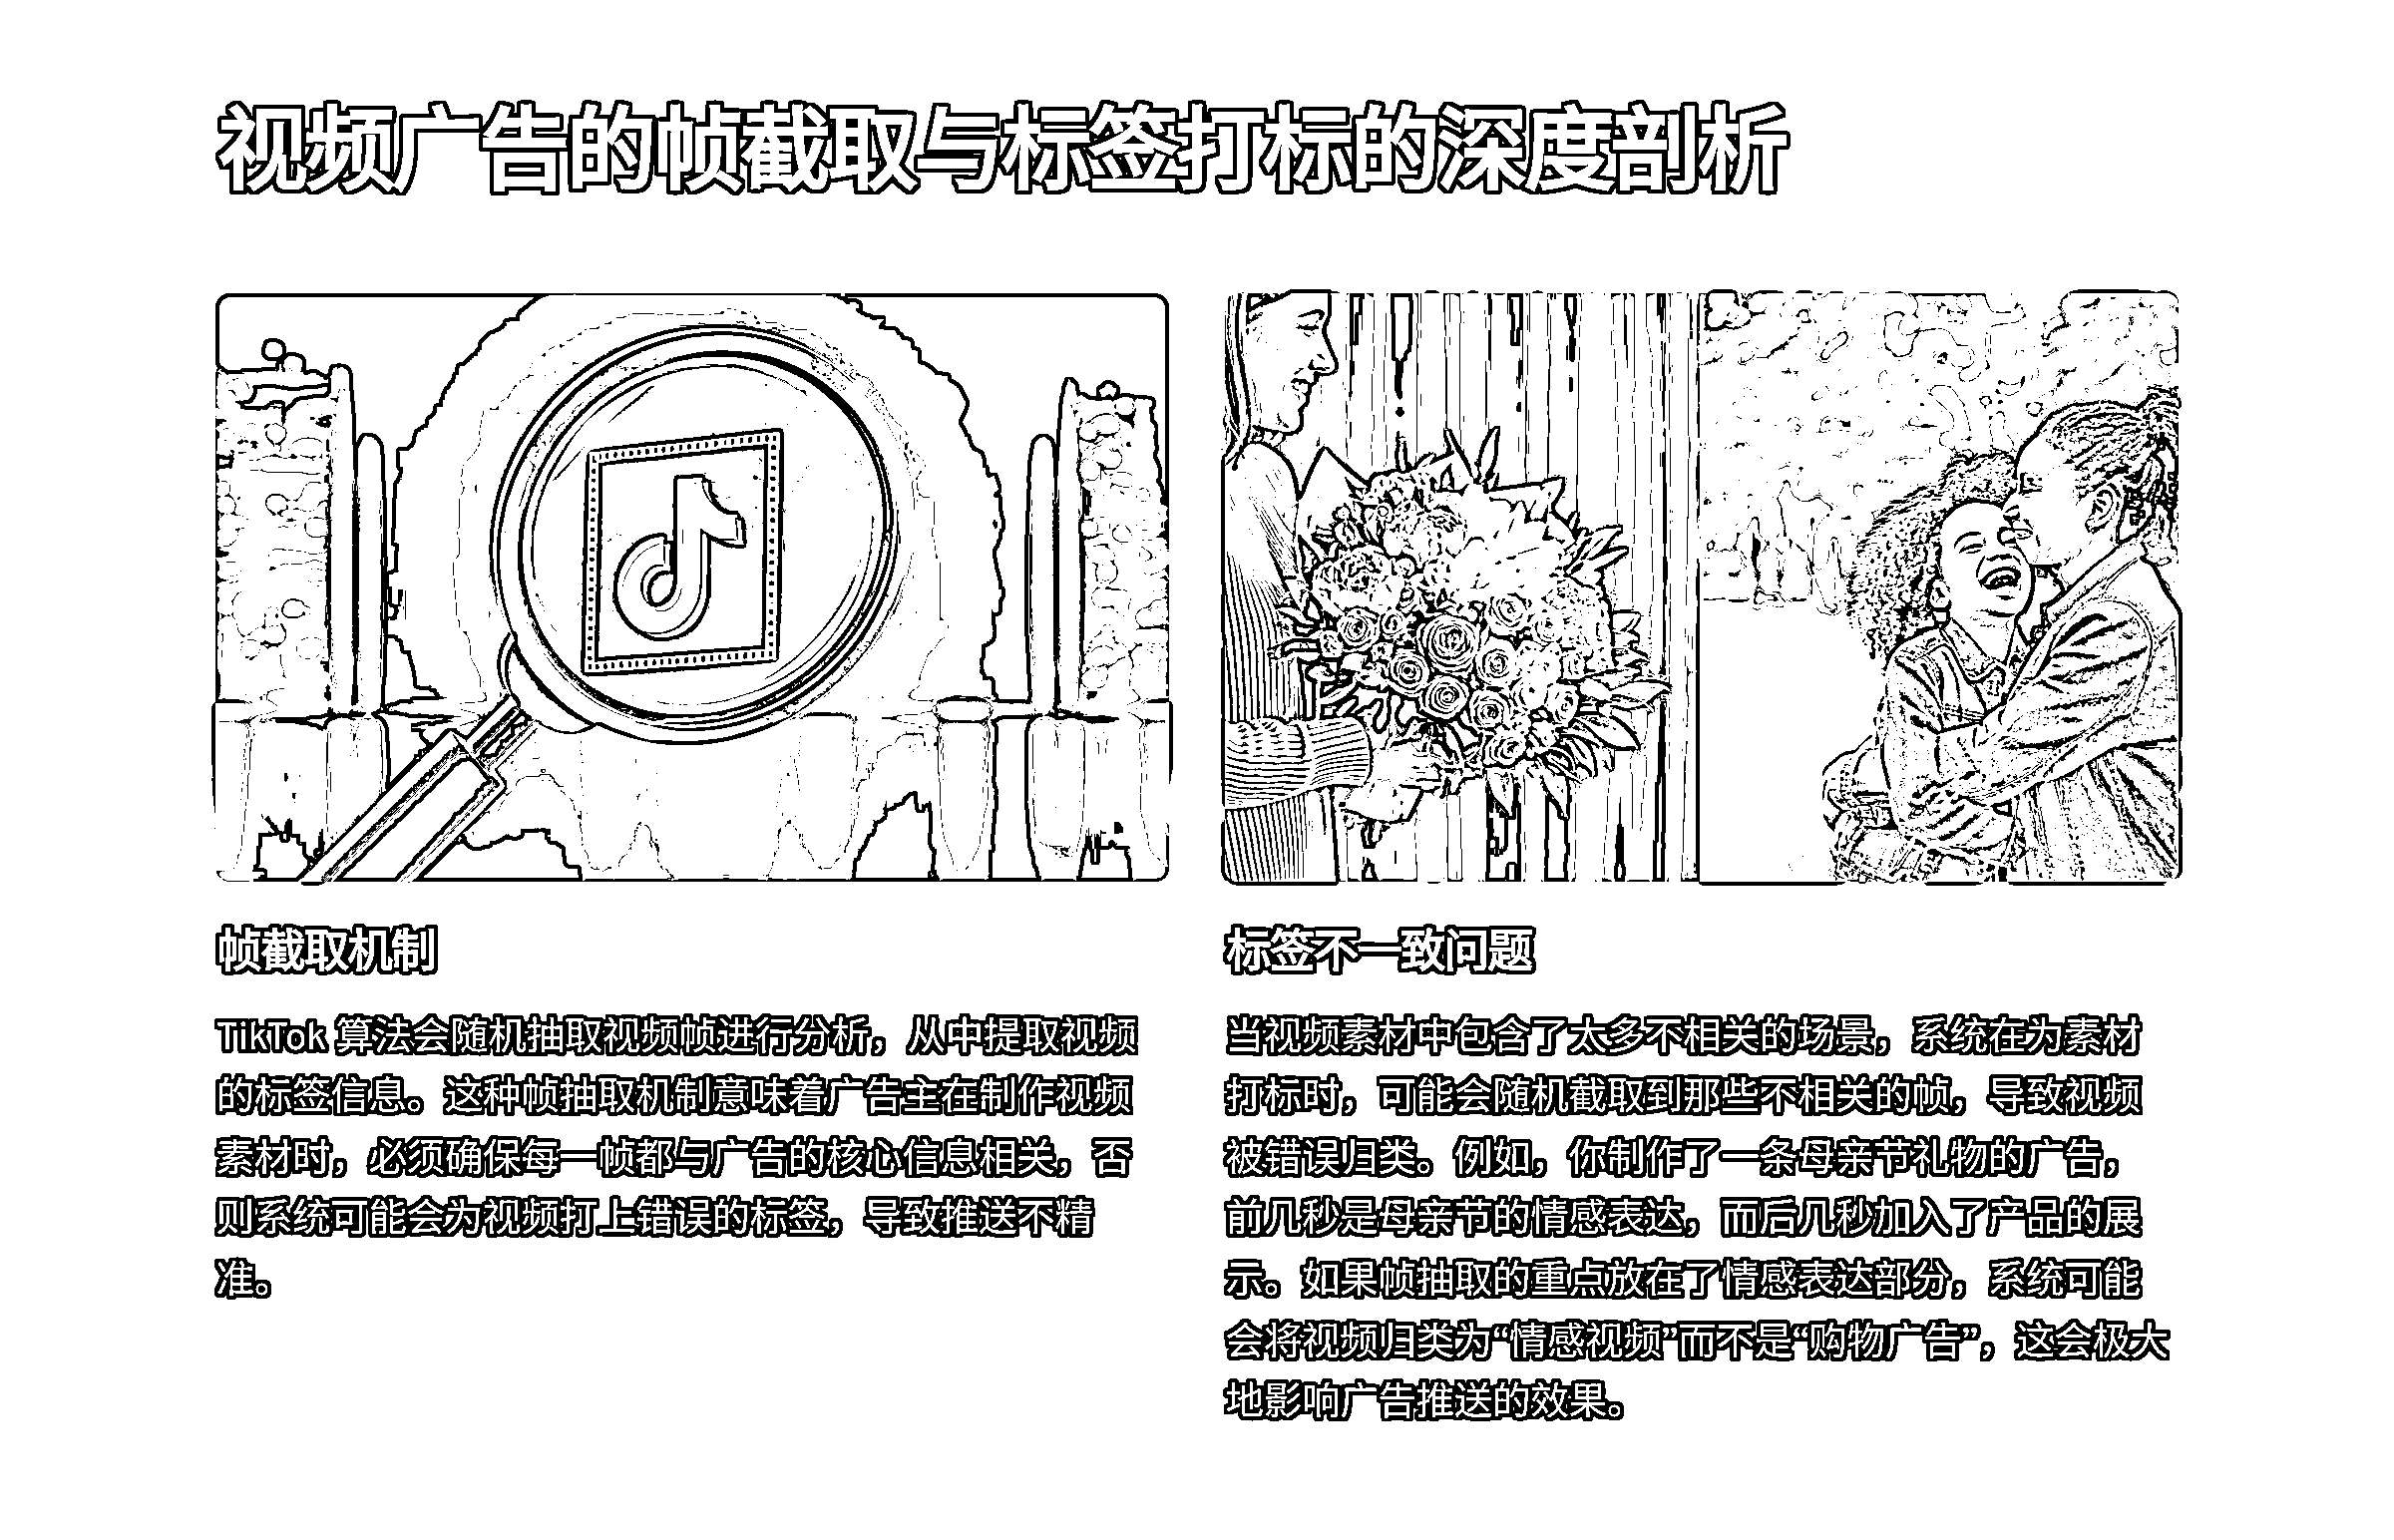 视频广告的帧截取与标签打标的深度剖析
帧截取机制
TikTok 算法会随机抽取视频帧进行分析，从中提取视频
的标签信息。这种帧抽取机制意味着广告主在制作视频
素材时，必须确保每一帧都与广告的核心信息相关，否
则系统可能会为视频打上错误的标签，导致推送不精
准。
标签不一致问题
当视频素材中包含了太多不相关的场景，系统在为素材
打标时，可能会随机截取到那些不相关的帧，导致视频
被错误归类。例如，你制作了一条母亲节礼物的广告，
前几秒是母亲节的情感表达，而后几秒加入了产品的展
示。如果帧抽取的重点放在了情感表达部分，系统可能
会将视频归类为“情感视频”而不是“购物广告”，这会极大
地影响广告推送的效果。